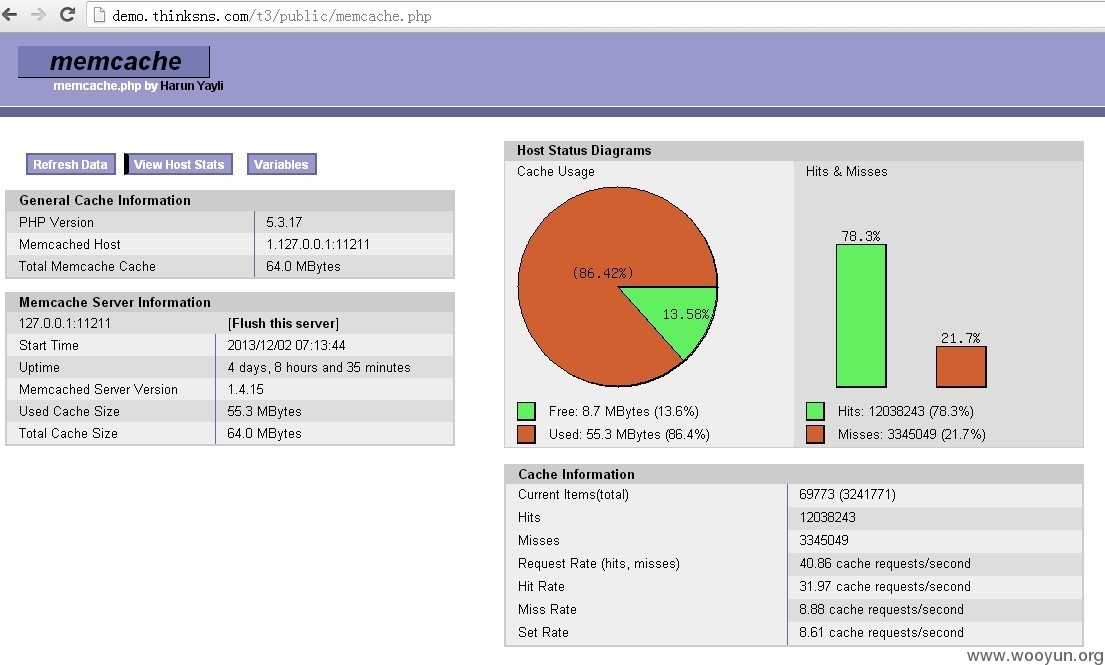 demo.thinksns.com/t3/public/memcache.php
memcache
memcache.php by Harun Yayli
Refresh Data View Host Stats Variables
General Cache Information
PHP Version 5.3.17
Memcached Host 1.127.0.0.1:11211
Total Memcache Cache 64.0 MBytes
Memcache Server Information
127.0.0.1:11211 [Flush this server]
Start Time 2013/12/02 07:13:44
Uptime 4 days, 8 hours and 35 minutes
Memcached Server Version 1.4.15
Used Cache Size 55.3 MBytes
Total Cache Size 64.0 MBytes
Host Status Diagrams
Cache Usage
(86.42%)
13.58%
Free: 8.7 MBytes (13.6%)
Used: 55.3 MBytes (86.4%)
Hits & Misses
78.3%
21.7%
Hits: 12038243 (78.3%)
Misses: 3345049 (21.7%)
Cache Information
Current Items(total) 69773 (3241771)
Hits 12038243
Misses 3345049
Request Rate (hits, misses) 40.86 cache requests/second
Hit Rate 31.97 cache requests/second
Miss Rate 8.88 cache requests/second
Set Rate 8.61 cache requests/second
www.wooyun.org